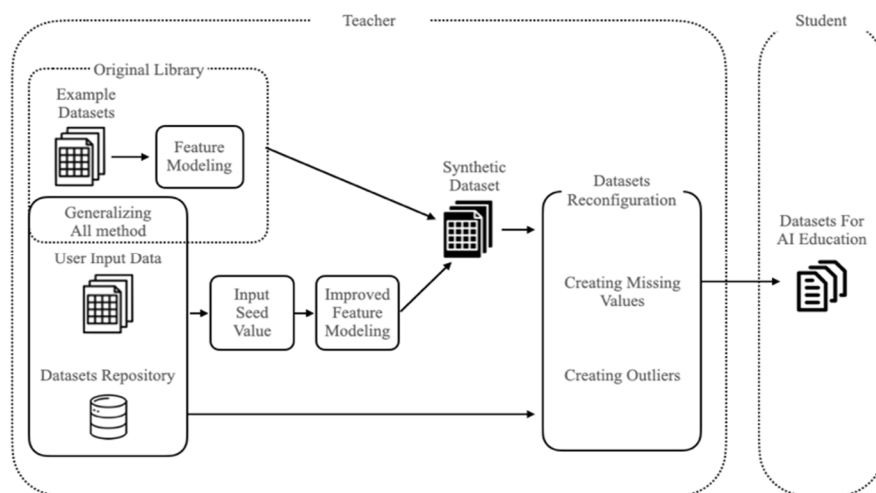 Teacher
Student
Original Library
Example
Datasets
Feature
Modeling
Generalizing
All method
User Input Data
Input
Seed
Value
Improved
Feature
Modeling
Datasets Repository
Synthetic
Dataset
Datasets
Reconfiguration
Creating Missing
Values
Creating Outliers
Datasets For
AI Education